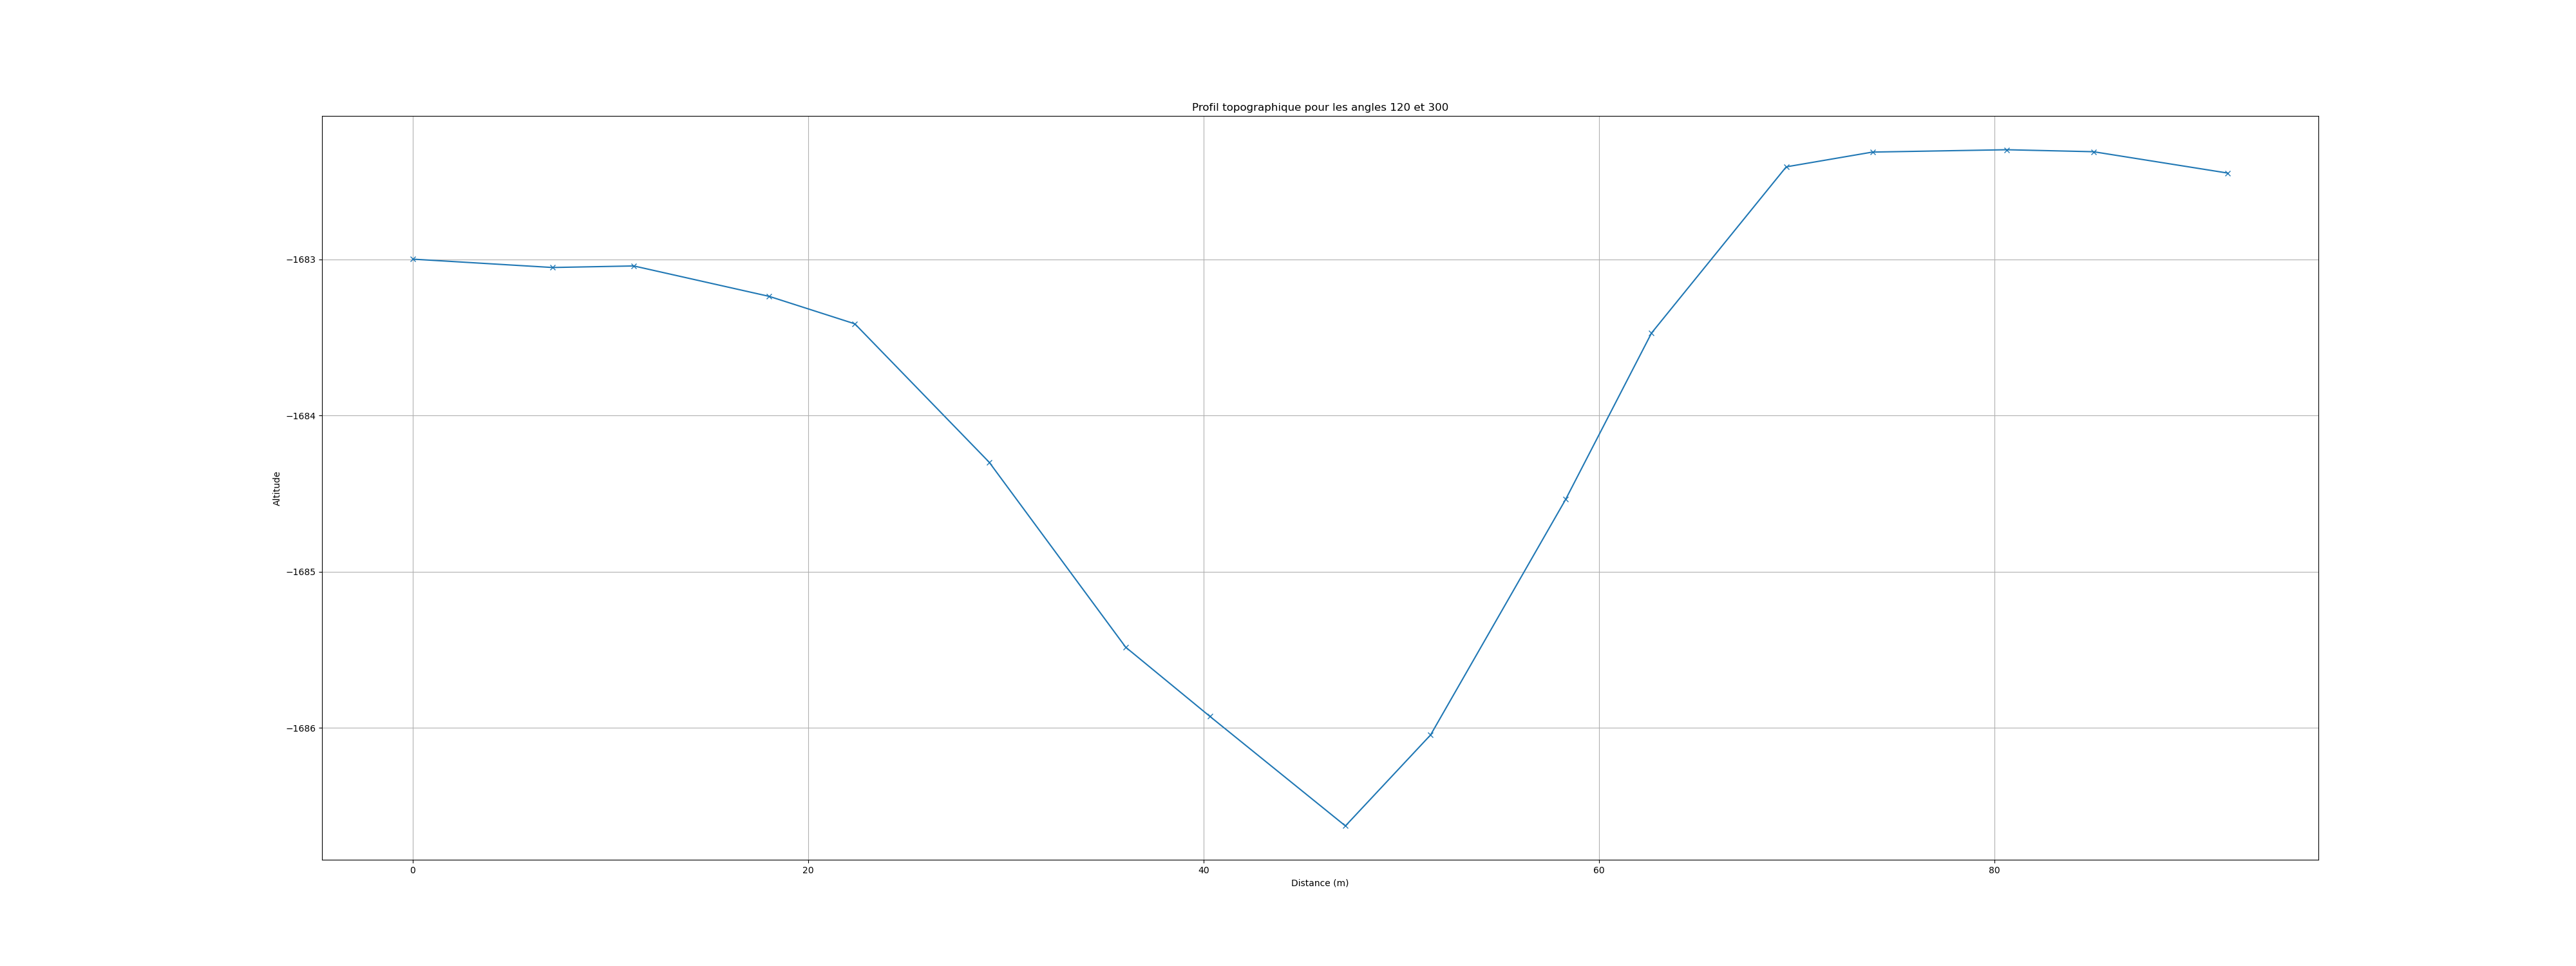 Profil topographique pour les angles 120 et 300
−1683
−1684
−1685
−1686
Altitude
0 20 40 60 80
Distance (m)